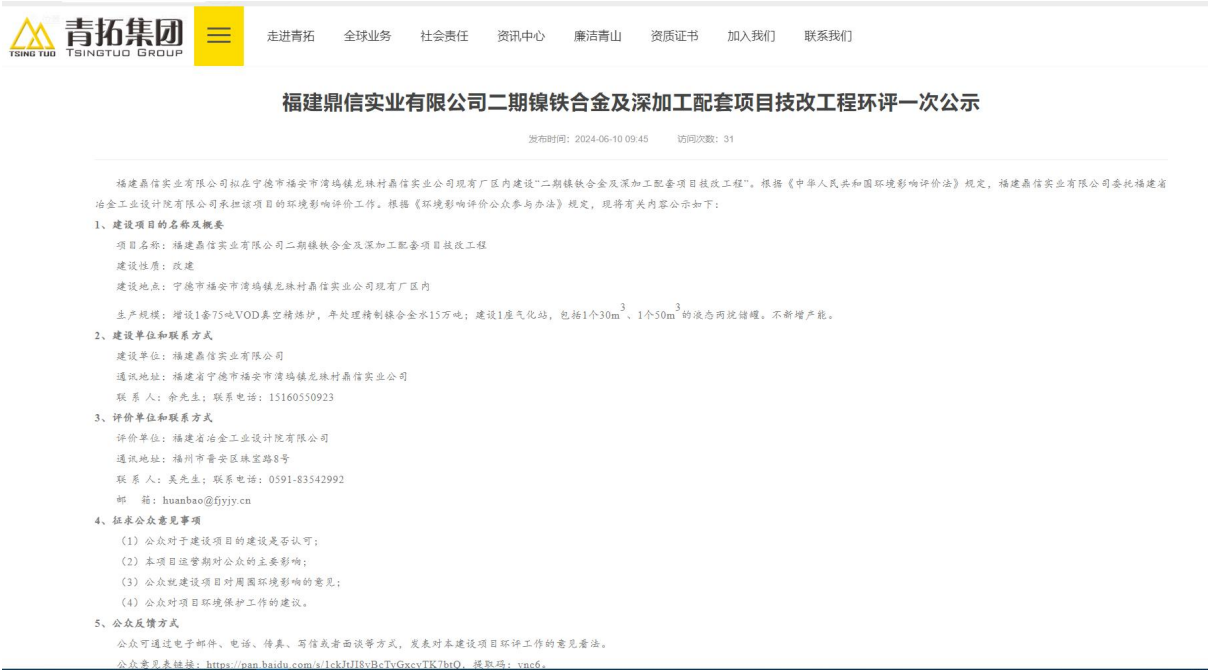 青拓集团
TSING TUO TSINGTUO GROUP
走进青拓 全球业务 社会责任 资讯中心 廉洁青山 资质证书 加入我们 联系我们
福建鼎信实业有限公司二期镍铁合金及深加工配套项目技改工程环评一次公示
发布时间：2024-06-10 09:45 访问次数：31
福建鼎信实业有限公司拟在宁德市福安市湾坞镇龙珠村鼎信实业公司现有厂区内建设“二期镍铁合金及深加工配套项目技改工程”。根据《中华人民共和国环境影响评价法》规定，福建鼎信实业有限公司委托福建省
冶金工业设计院有限公司承担该项目的环境影响评价工作。根据《环境影响评价公众参与办法》规定，现将有关内容公示如下：
1、建设项目的名称及概要
项目名称：福建鼎信实业有限公司二期镍铁合金及深加工配套项目技改工程
建设性质：改建
建设地点：宁德市福安市湾坞镇龙珠村鼎信实业公司现有厂区内
生产规模：增设1套75吨VOD真空精炼炉，年处理精制镍合金水15万吨；建设1座气化站，包括1个30m³、1个50m³的液态丙烷储罐。不新增产能。
2、建设单位和联系方式
建设单位：福建鼎信实业有限公司
通讯地址：福建省宁德市福安市湾坞镇龙珠村鼎信实业公司
联 系 人：余先生；联系电话：15160550923
3、评价单位和联系方式
评价单位：福建省冶金工业设计院有限公司
通讯地址：福州市晋安区珠宝路8号
联 系 人：吴先生；联系电话：0591-83542992
邮 箱：huanbao@fjyjy.cn
4、征求公众意见事项
（1）公众对于建设项目的建设是否认可；
（2）本项目运营期对公众的主要影响；
（3）公众就建设项目对周围环境影响的意见；
（4）公众对项目环境保护工作的建议。
5、公众反馈方式
公众可通过电子邮件、电话、传真、写信或者面谈等方式，发表对本建设项目环评工作的意见看法。
公众意见表链接：https://pan.baidu.com/s/1ckJtJI8yBcTyGxcyTK7btQ，提取码：ync6。